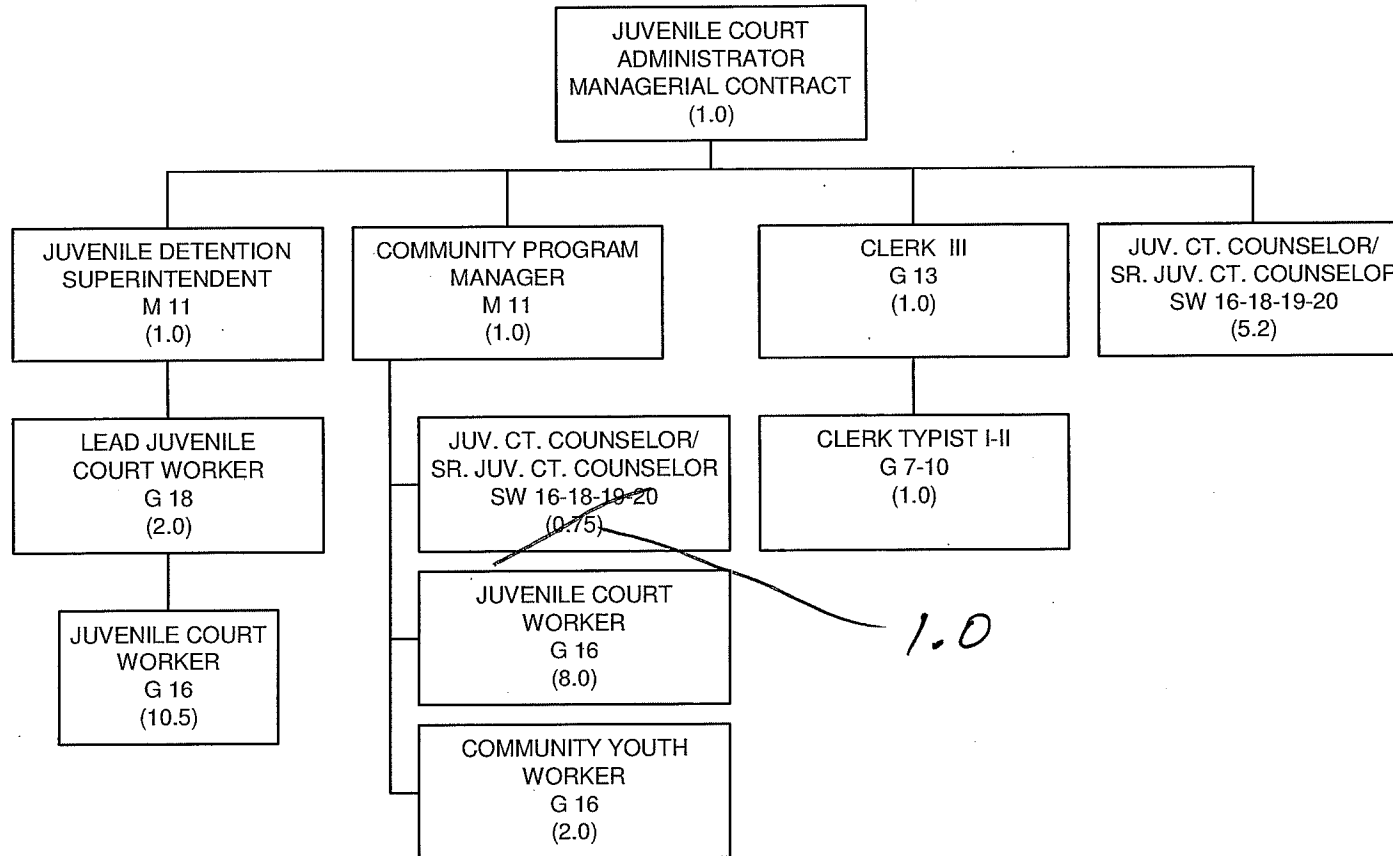 JUVENILE COURT
ADMINISTRATOR
MANAGERIAL CONTRACT
(1.0)
JUVENILE DETENTION
SUPERINTENDENT
M 11
(1.0)
COMMUNITY PROGRAM
MANAGER
M 11
(1.0)
CLERK III
G 13
(1.0)
JUV. CT. COUNSELOR/
SR. JUV. CT. COUNSELOR
SW 16-18-19-20
(5.2)
LEAD JUVENILE
COURT WORKER
G 18
(2.0)
JUV. CT. COUNSELOR/
SR. JUV. CT. COUNSELOR
SW 16-18-19-20
(0.75)
CLERK TYPIST I-II
G 7-10
(1.0)
JUVENILE COURT
WORKER
G 16
(10.5)
JUVENILE COURT
WORKER
G 16
(8.0)
1.0
COMMUNITY YOUTH
WORKER
G 16
(2.0)